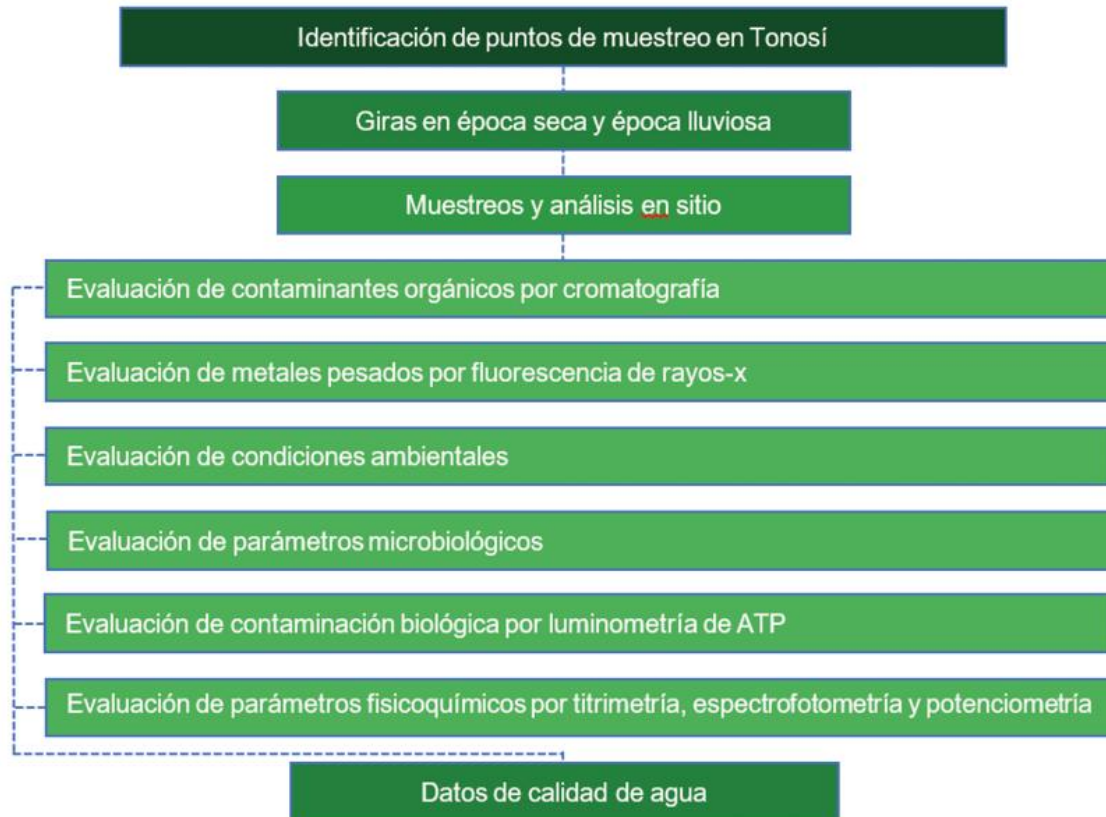 Identificación de puntos de muestreo en Tonosí
Giras en época seca y época lluviosa
Muestreos y análisis en sitio
Evaluación de contaminantes orgánicos por cromatografía
Evaluación de metales pesados por fluorescencia de rayos-x
Evaluación de condiciones ambientales
Evaluación de parámetros microbiológicos
Evaluación de contaminación biológica por luminometría de ATP
Evaluación de parámetros fisicoquímicos por titrimetría, espectrofotometría y potenciometría
Datos de calidad de agua